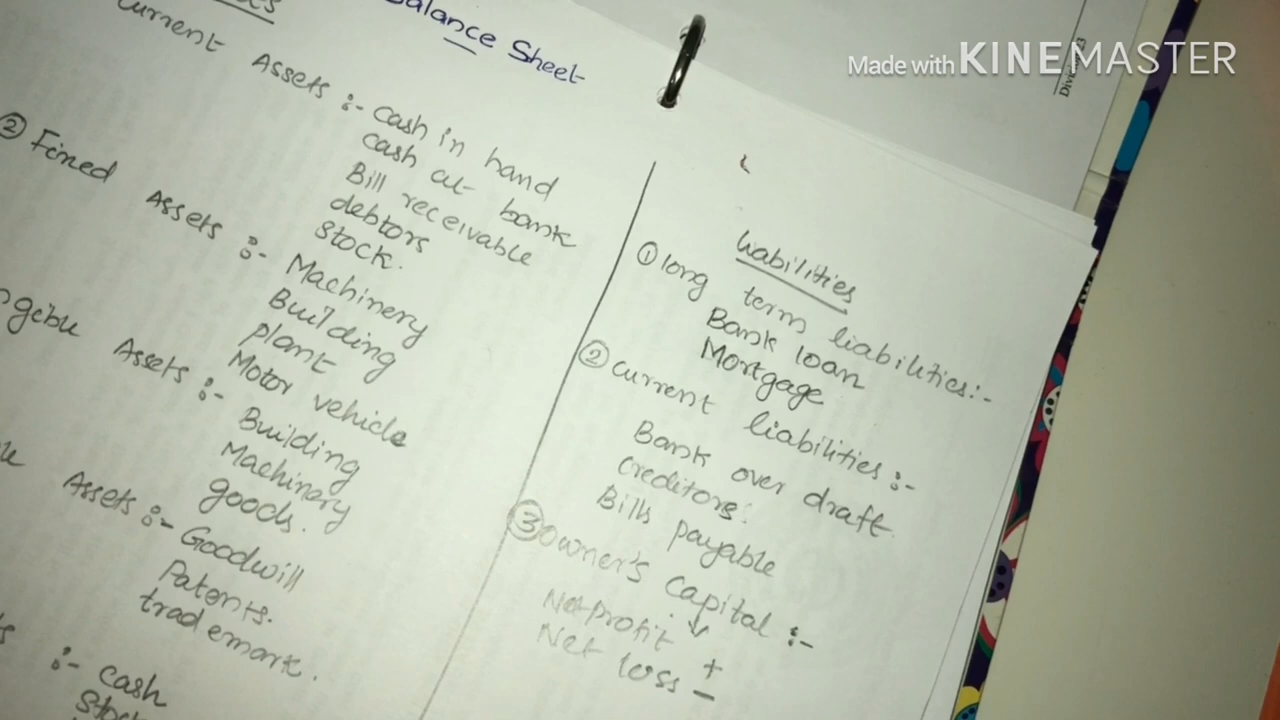 Balance Sheet
Current Assets :- Cash in hand
Cash at bank
Bill receivable
debtors
Stock.
② Fixed Assets :- Machinery
Building
plant
Motor vehicle
Assets :- Building
Machinery
goods.
Assets :- Goodwill
Patents.
trademark.
:- cash
Stock
liabilities
① long term liabilities :-
Bank loan
Mortgage
② Current liabilities :-
Bank over draft
Creditors.
Bills payable
③ Owner's Capital :-
Net profit +
Net loss -
Made with KINEMASTER